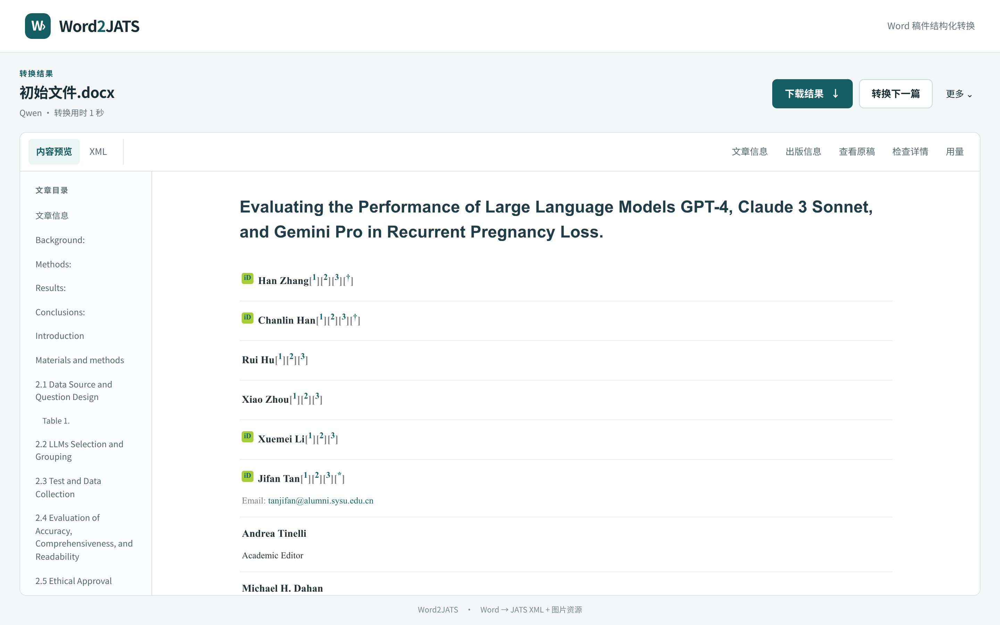 W›
Word2JATS
Word 稿件结构化转换
转换结果
初始文件.docx
Qwen · 转换用时 1 秒
下载结果 ↓
转换下一篇
更多
内容预览
XML
文章信息
出版信息
查看原稿
检查详情
用量
文章目录
文章信息
Background:
Methods:
Results:
Conclusions:
Introduction
Materials and methods
2.1 Data Source and
Question Design
Table 1.
2.2 LLMs Selection and
Grouping
2.3 Test and Data
Collection
2.4 Evaluation of
Accuracy,
Comprehensiveness, and
Readability
2.5 Ethical Approval
Evaluating the Performance of Large Language Models GPT-4, Claude 3 Sonnet,
and Gemini Pro in Recurrent Pregnancy Loss.
iD Han Zhang[1][2][3][†]
iD Chanlin Han[1][2][3][†]
Rui Hu[1][2][3]
Xiao Zhou[1][2][3]
iD Xuemei Li[1][2][3]
iD Jifan Tan[1][2][3][*]
Email: tanjifan@alumni.sysu.edu.cn
Andrea Tinelli
Academic Editor
Michael H. Dahan
Word2JATS · Word → JATS XML + 图片资源